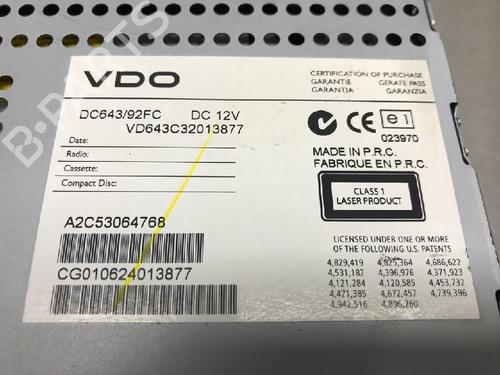 VDO
CERTIFICATION OF PURCHASE
GARANTIE GERÄTE PASS
GARANTIA GARANZIA
DC643/92FC DC 12V
VD643C32013877
Date:
Radio:
Cassette:
Compact Disc:
CE e1
023970
MADE IN P.R.C.
FABRIQUE EN P.R.C.
CLASS 1
LASER PRODUCT
A2C53064768
CG010624013877
LICENSED UNDER ONE OR MORE
OF THE FOLLOWING U.S. PATENTS
4,829,419 4,825,364 4,686,622
4,531,182 4,396,976 4,371,923
4,121,284 4,120,585 4,453,732
4,471,385 4,672,457 4,739,396
4,942,516 4,896,260
B-PARTS